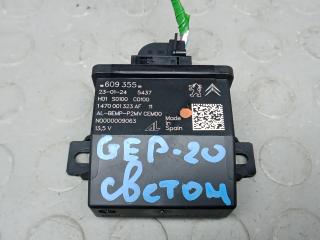 609 355
23-01-24 5437
H01 S0100 C0100
1470 001 323 AF 11
AL-BEMP-P2MV CEM00
N0000009063
13,5 V
AL
Made in
Spain
GEP-20
светом